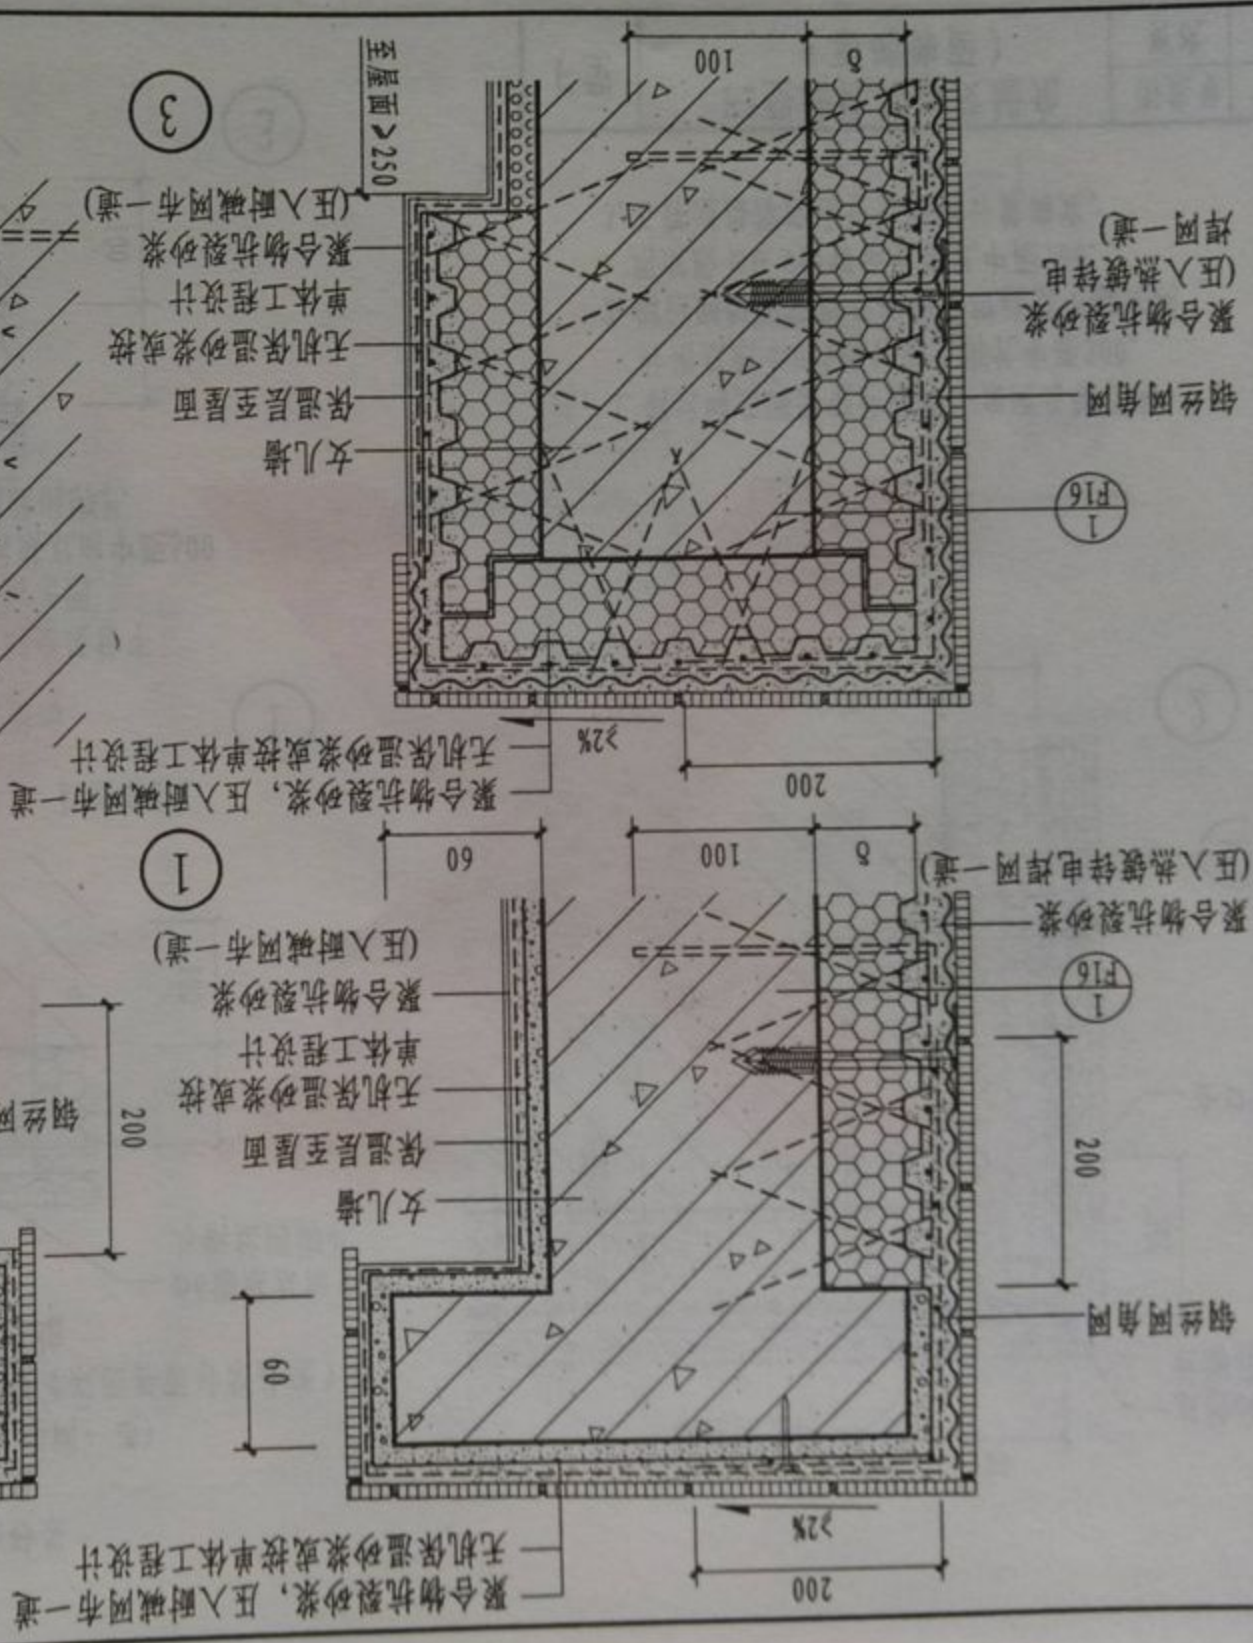 聚合物抗裂砂浆，压入耐碱网布一道
无机保温砂浆或按单体工程设计
200
≥2%
钢丝网角网
200
1
F16
聚合物抗裂砂浆
(压入热镀锌电焊网一道)
60
女儿墙
保温层至屋面
无机保温砂浆或按
单体工程设计
聚合物抗裂砂浆
(压入耐碱网布一道)
δ
100
60
1
200
钢丝网
聚合物抗裂砂浆，压入耐碱网布一道
无机保温砂浆或按单体工程设计
200
≥2%
1
F16
钢丝网角网
聚合物抗裂砂浆
(压入热镀锌电
焊网一道)
女儿墙
保温层至屋面
无机保温砂浆或按
单体工程设计
聚合物抗裂砂浆
(压入耐碱网布一道)
至屋面≥250
δ
100
3